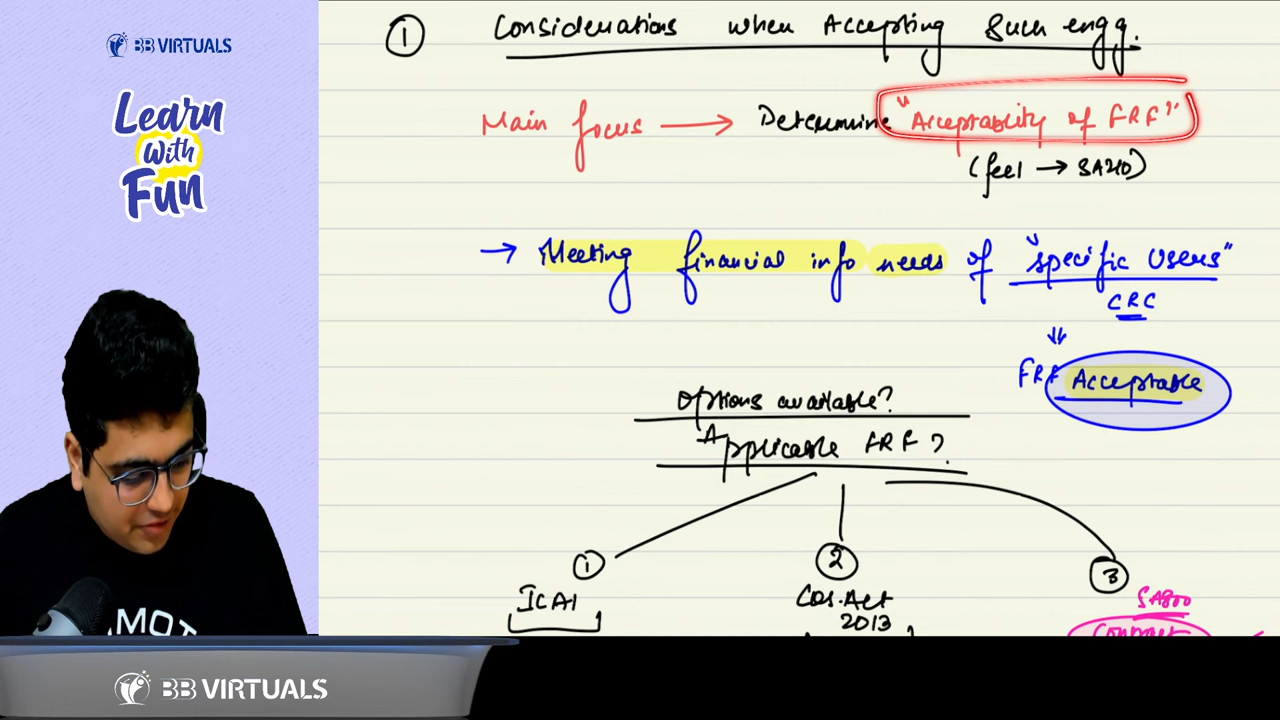 BB VIRTUALS
Learn
With
Fun
① Considerations when Accepting Such engg.
Main focus → Determine "Acceptability of FRF"
(feel → SA210)
→ Meeting financial info needs of "specific Users"
CRC
FRF Acceptable
Options available?
Applicable FRF?
① ② ③
ICAI Cos. Act SA800
2013 Contract
MOT
BB VIRTUALS